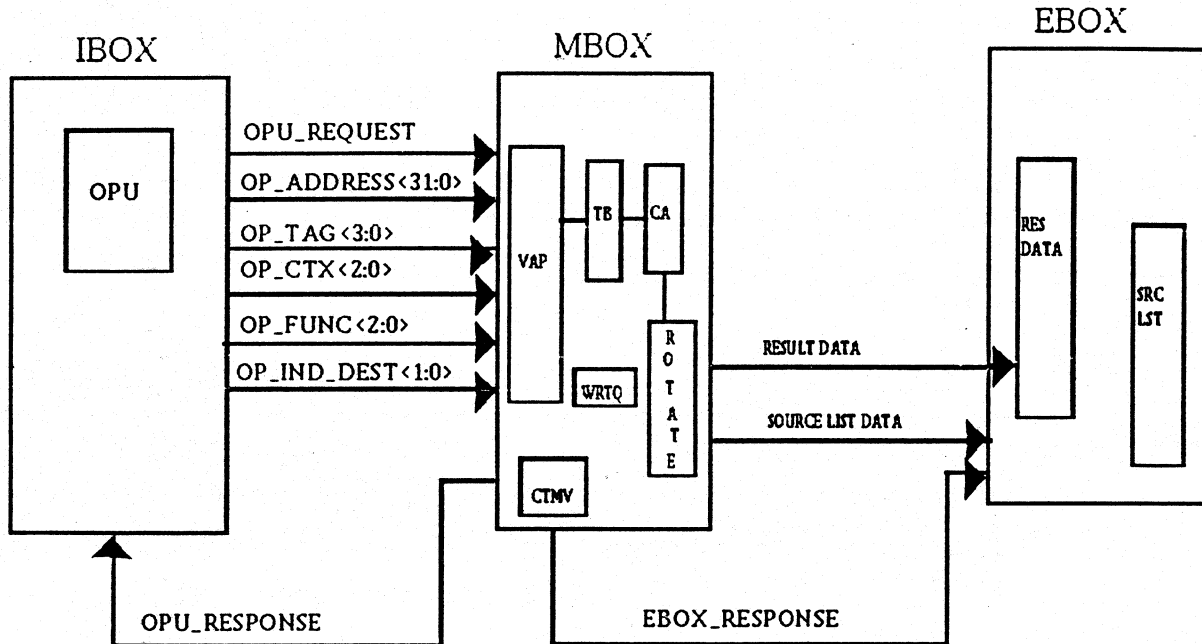 IBOX
MBOX
EBOX
OPU
OPU_REQUEST
OP_ADDRESS<31:0>
OP_TAG<3:0>
OP_CTX<2:0>
OP_FUNC<2:0>
OP_IND_DEST<1:0>
VAP
TB
CA
WRTQ
ROTATE
CTMV
RESULT DATA
SOURCE LIST DATA
RES
DATA
SRC
LST
OPU_RESPONSE
EBOX_RESPONSE